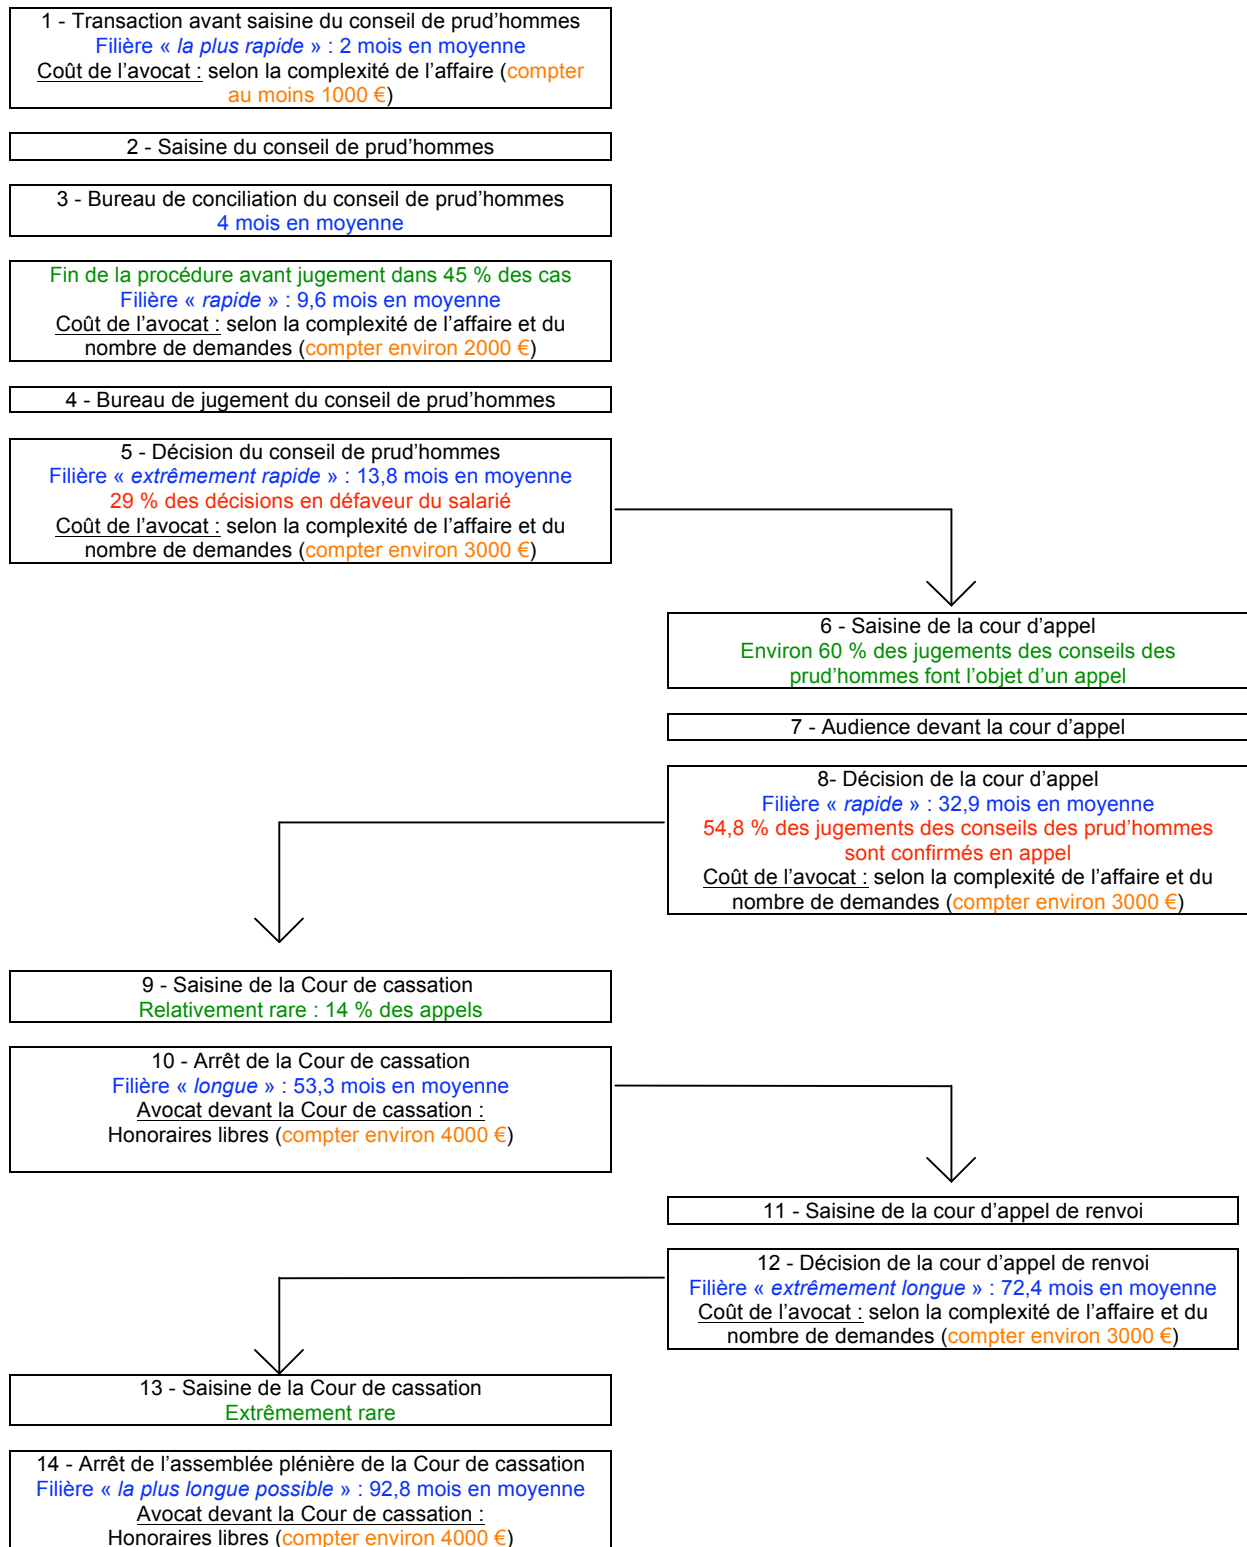 1 - Transaction avant saisine du conseil de prud’hommes
Filière « la plus rapide » : 2 mois en moyenne
Coût de l’avocat : selon la complexité de l’affaire (compter
au moins 1000 €)
2 - Saisine du conseil de prud’hommes
3 - Bureau de conciliation du conseil de prud’hommes
4 mois en moyenne
Fin de la procédure avant jugement dans 45 % des cas
Filière « rapide » : 9,6 mois en moyenne
Coût de l’avocat : selon la complexité de l’affaire et du
nombre de demandes (compter environ 2000 €)
4 - Bureau de jugement du conseil de prud’hommes
5 - Décision du conseil de prud’hommes
Filière « extrêmement rapide » : 13,8 mois en moyenne
29 % des décisions en défaveur du salarié
Coût de l’avocat : selon la complexité de l’affaire et du
nombre de demandes (compter environ 3000 €)
6 - Saisine de la cour d’appel
Environ 60 % des jugements des conseils des
prud’hommes font l’objet d’un appel
7 - Audience devant la cour d’appel
8- Décision de la cour d’appel
Filière « rapide » : 32,9 mois en moyenne
54,8 % des jugements des conseils des prud’hommes
sont confirmés en appel
Coût de l’avocat : selon la complexité de l’affaire et du
nombre de demandes (compter environ 3000 €)
9 - Saisine de la Cour de cassation
Relativement rare : 14 % des appels
10 - Arrêt de la Cour de cassation
Filière « longue » : 53,3 mois en moyenne
Avocat devant la Cour de cassation :
Honoraires libres (compter environ 4000 €)
11 - Saisine de la cour d’appel de renvoi
12 - Décision de la cour d’appel de renvoi
Filière « extrêmement longue » : 72,4 mois en moyenne
Coût de l’avocat : selon la complexité de l’affaire et du
nombre de demandes (compter environ 3000 €)
13 - Saisine de la Cour de cassation
Extrêmement rare
14 - Arrêt de l’assemblée plénière de la Cour de cassation
Filière « la plus longue possible » : 92,8 mois en moyenne
Avocat devant la Cour de cassation :
Honoraires libres (compter environ 4000 €)